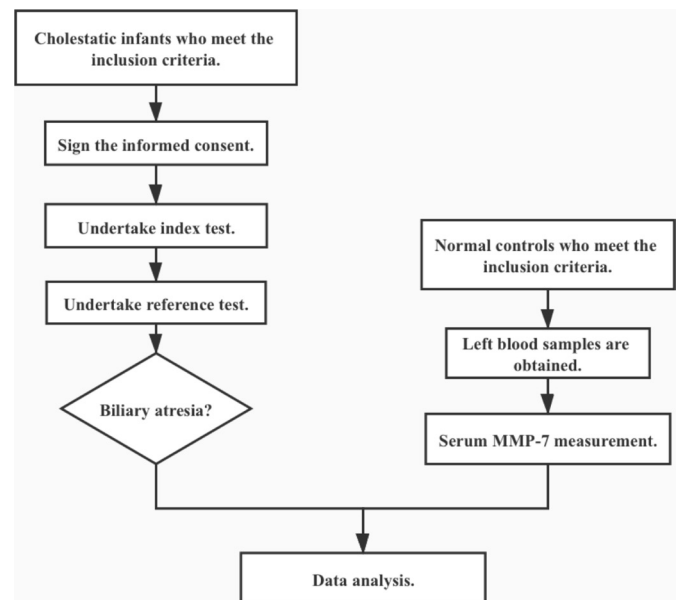 Cholestatic infants who meet the
inclusion criteria.
Sign the informed consent.
Undertake index test.
Undertake reference test.
Biliary atresia?
Normal controls who meet the
inclusion criteria.
Left blood samples are
obtained.
Serum MMP-7 measurement.
Data analysis.